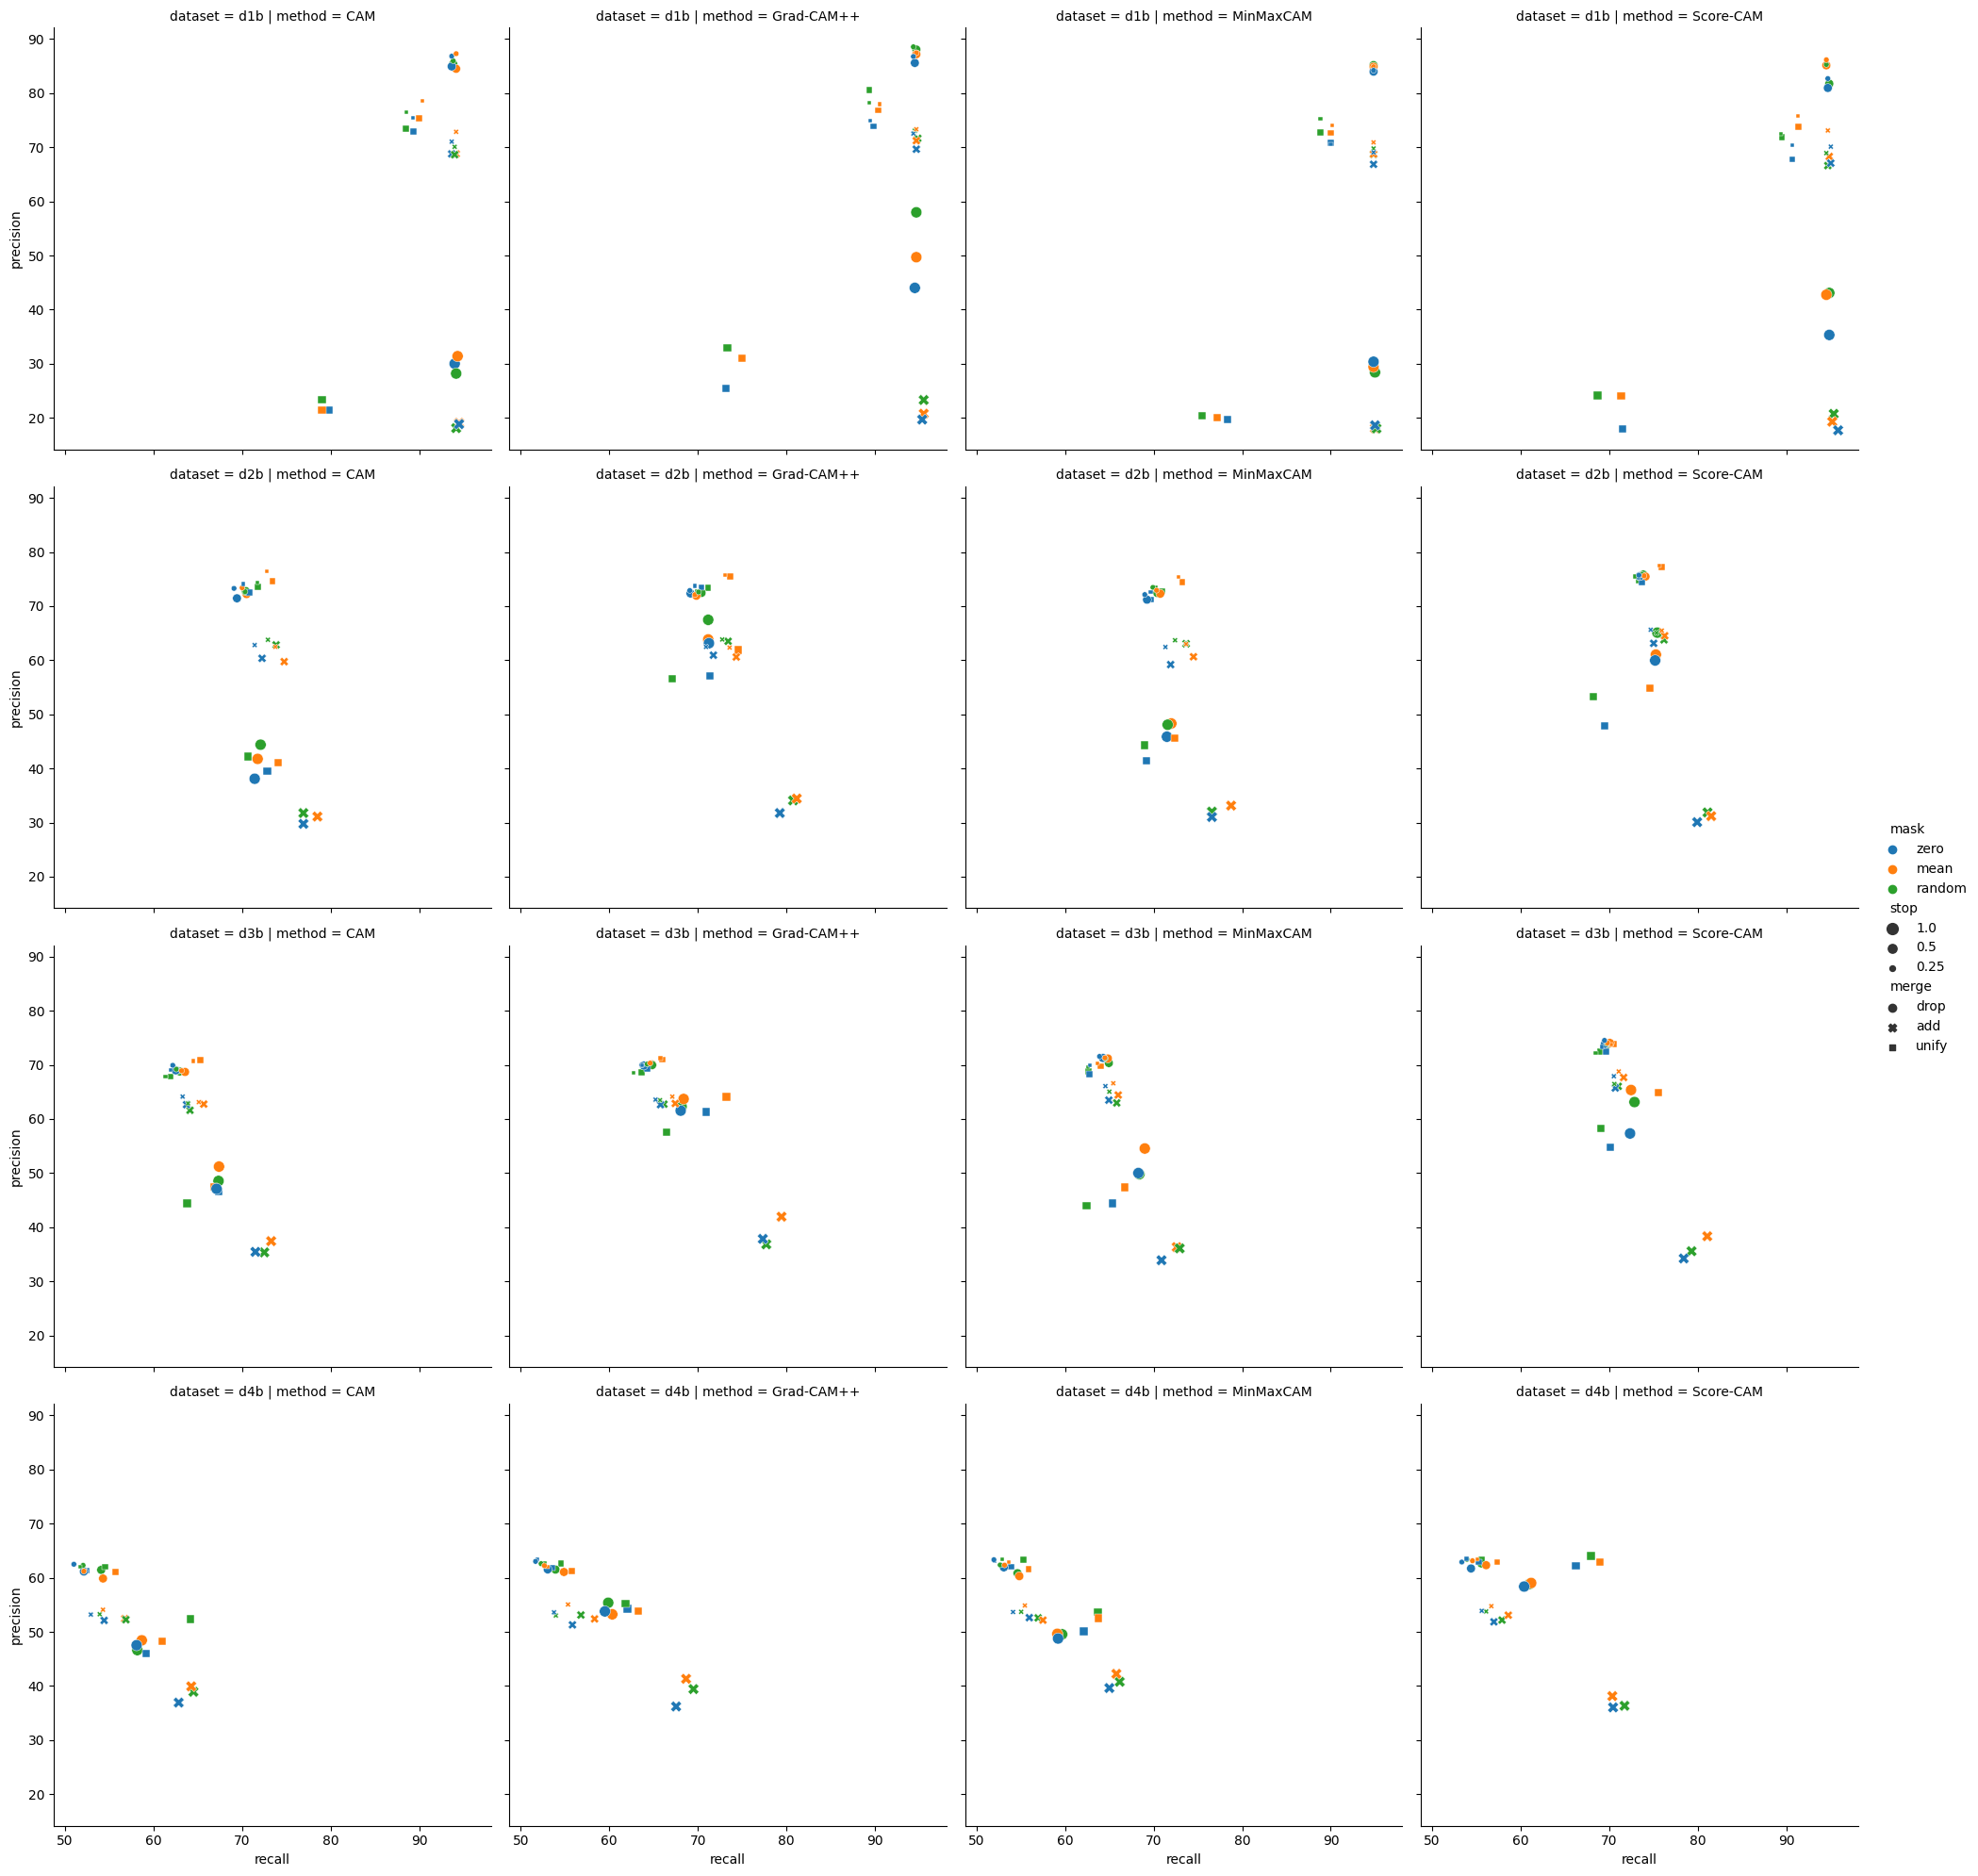 dataset = d1b | method = CAM
dataset = d1b | method = Grad-CAM++
dataset = d1b | method = MinMaxCAM
dataset = d1b | method = Score-CAM
90
80
70
60
50
40
30
20
precision
dataset = d2b | method = CAM
dataset = d2b | method = Grad-CAM++
dataset = d2b | method = MinMaxCAM
dataset = d2b | method = Score-CAM
90
80
70
60
50
40
30
20
precision
dataset = d3b | method = CAM
dataset = d3b | method = Grad-CAM++
dataset = d3b | method = MinMaxCAM
dataset = d3b | method = Score-CAM
90
80
70
60
50
40
30
20
precision
dataset = d4b | method = CAM
dataset = d4b | method = Grad-CAM++
dataset = d4b | method = MinMaxCAM
dataset = d4b | method = Score-CAM
90
80
70
60
50
40
30
20
precision
50 60 70 80 90
recall
50 60 70 80 90
recall
50 60 70 80 90
recall
50 60 70 80 90
recall
mask
zero
mean
random
stop
1.0
0.5
0.25
merge
drop
add
unify